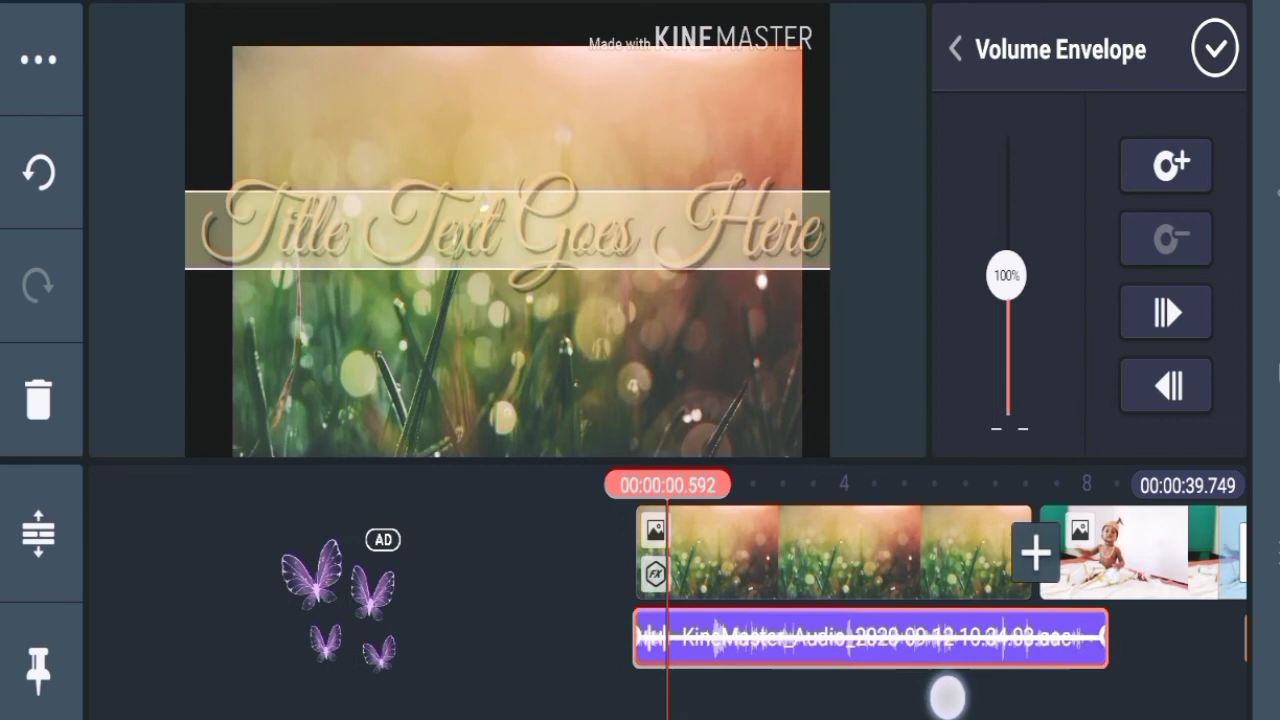 Made with KINEMASTER
Volume Envelope
Title Text Goes Here
100%
00:00:00.592
4
8
00:00:39.749
AD
FX
KineMaster_Audio_2020-09-12-10.34.03.aac